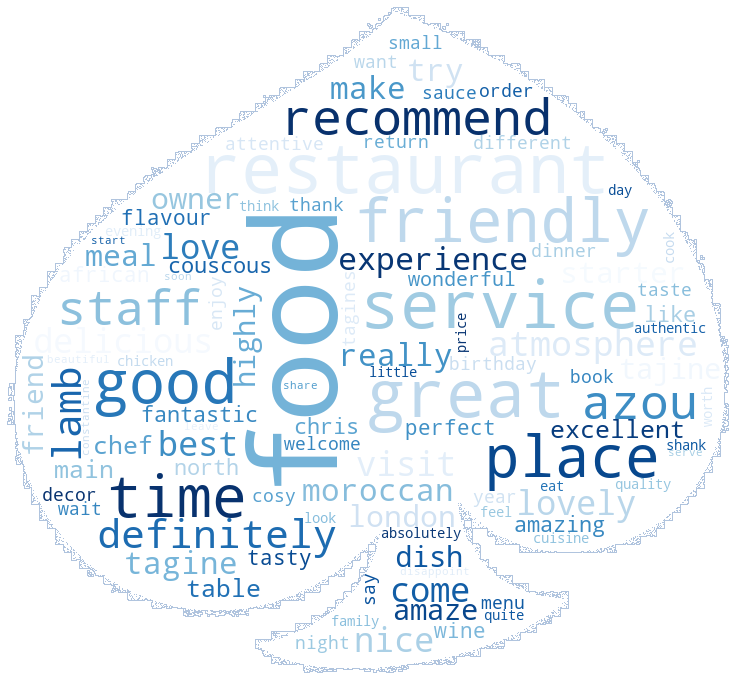 small
want
try
make
sauce
order
recommend
attentive
return
different
restaurant
day
owner
think
thank
friendly
flavour
evening
start
love
meal
experience
dinner
cook
couscous
african
soon
wonderful
starter
taste
staff
enjoy
food
tagines
service
like
authentic
delicious
highly
really
price
atmosphere
beautiful
chicken
birthday
tajine
friend
lamb
constantine
good
share
little
great
book
azou
worth
fantastic
leave
chris
perfect
excellent
chef
best
welcome
shank
serve
main
north
visit
place
quality
decor
time
cosy
moroccan
eat
year
lovely
wait
look
london
feel
amazing
definitely
absolutely
cuisine
tagine
tasty
dish
disappoint
table
say
come
amaze
menu
quite
family
wine
night
nice